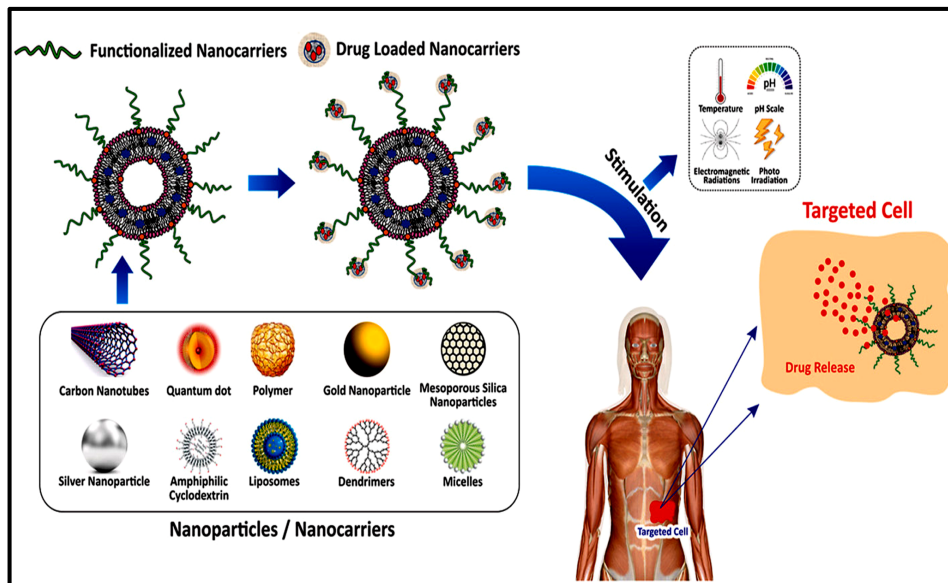 Functionalized Nanocarriers
Drug Loaded Nanocarriers
Temperature
pH
pH Scale
Electromagnetic
Radiations
Photo
Irradiation
Stimulation
Targeted Cell
Drug Release
Carbon Nanotubes
Quantum dot
Polymer
Gold Nanoparticle
Mesoporous Silica
Nanoparticles
Silver Nanoparticle
Amphiphilic
Cyclodextrin
Liposomes
Dendrimers
Micelles
Nanoparticles / Nanocarriers
Targeted Cell